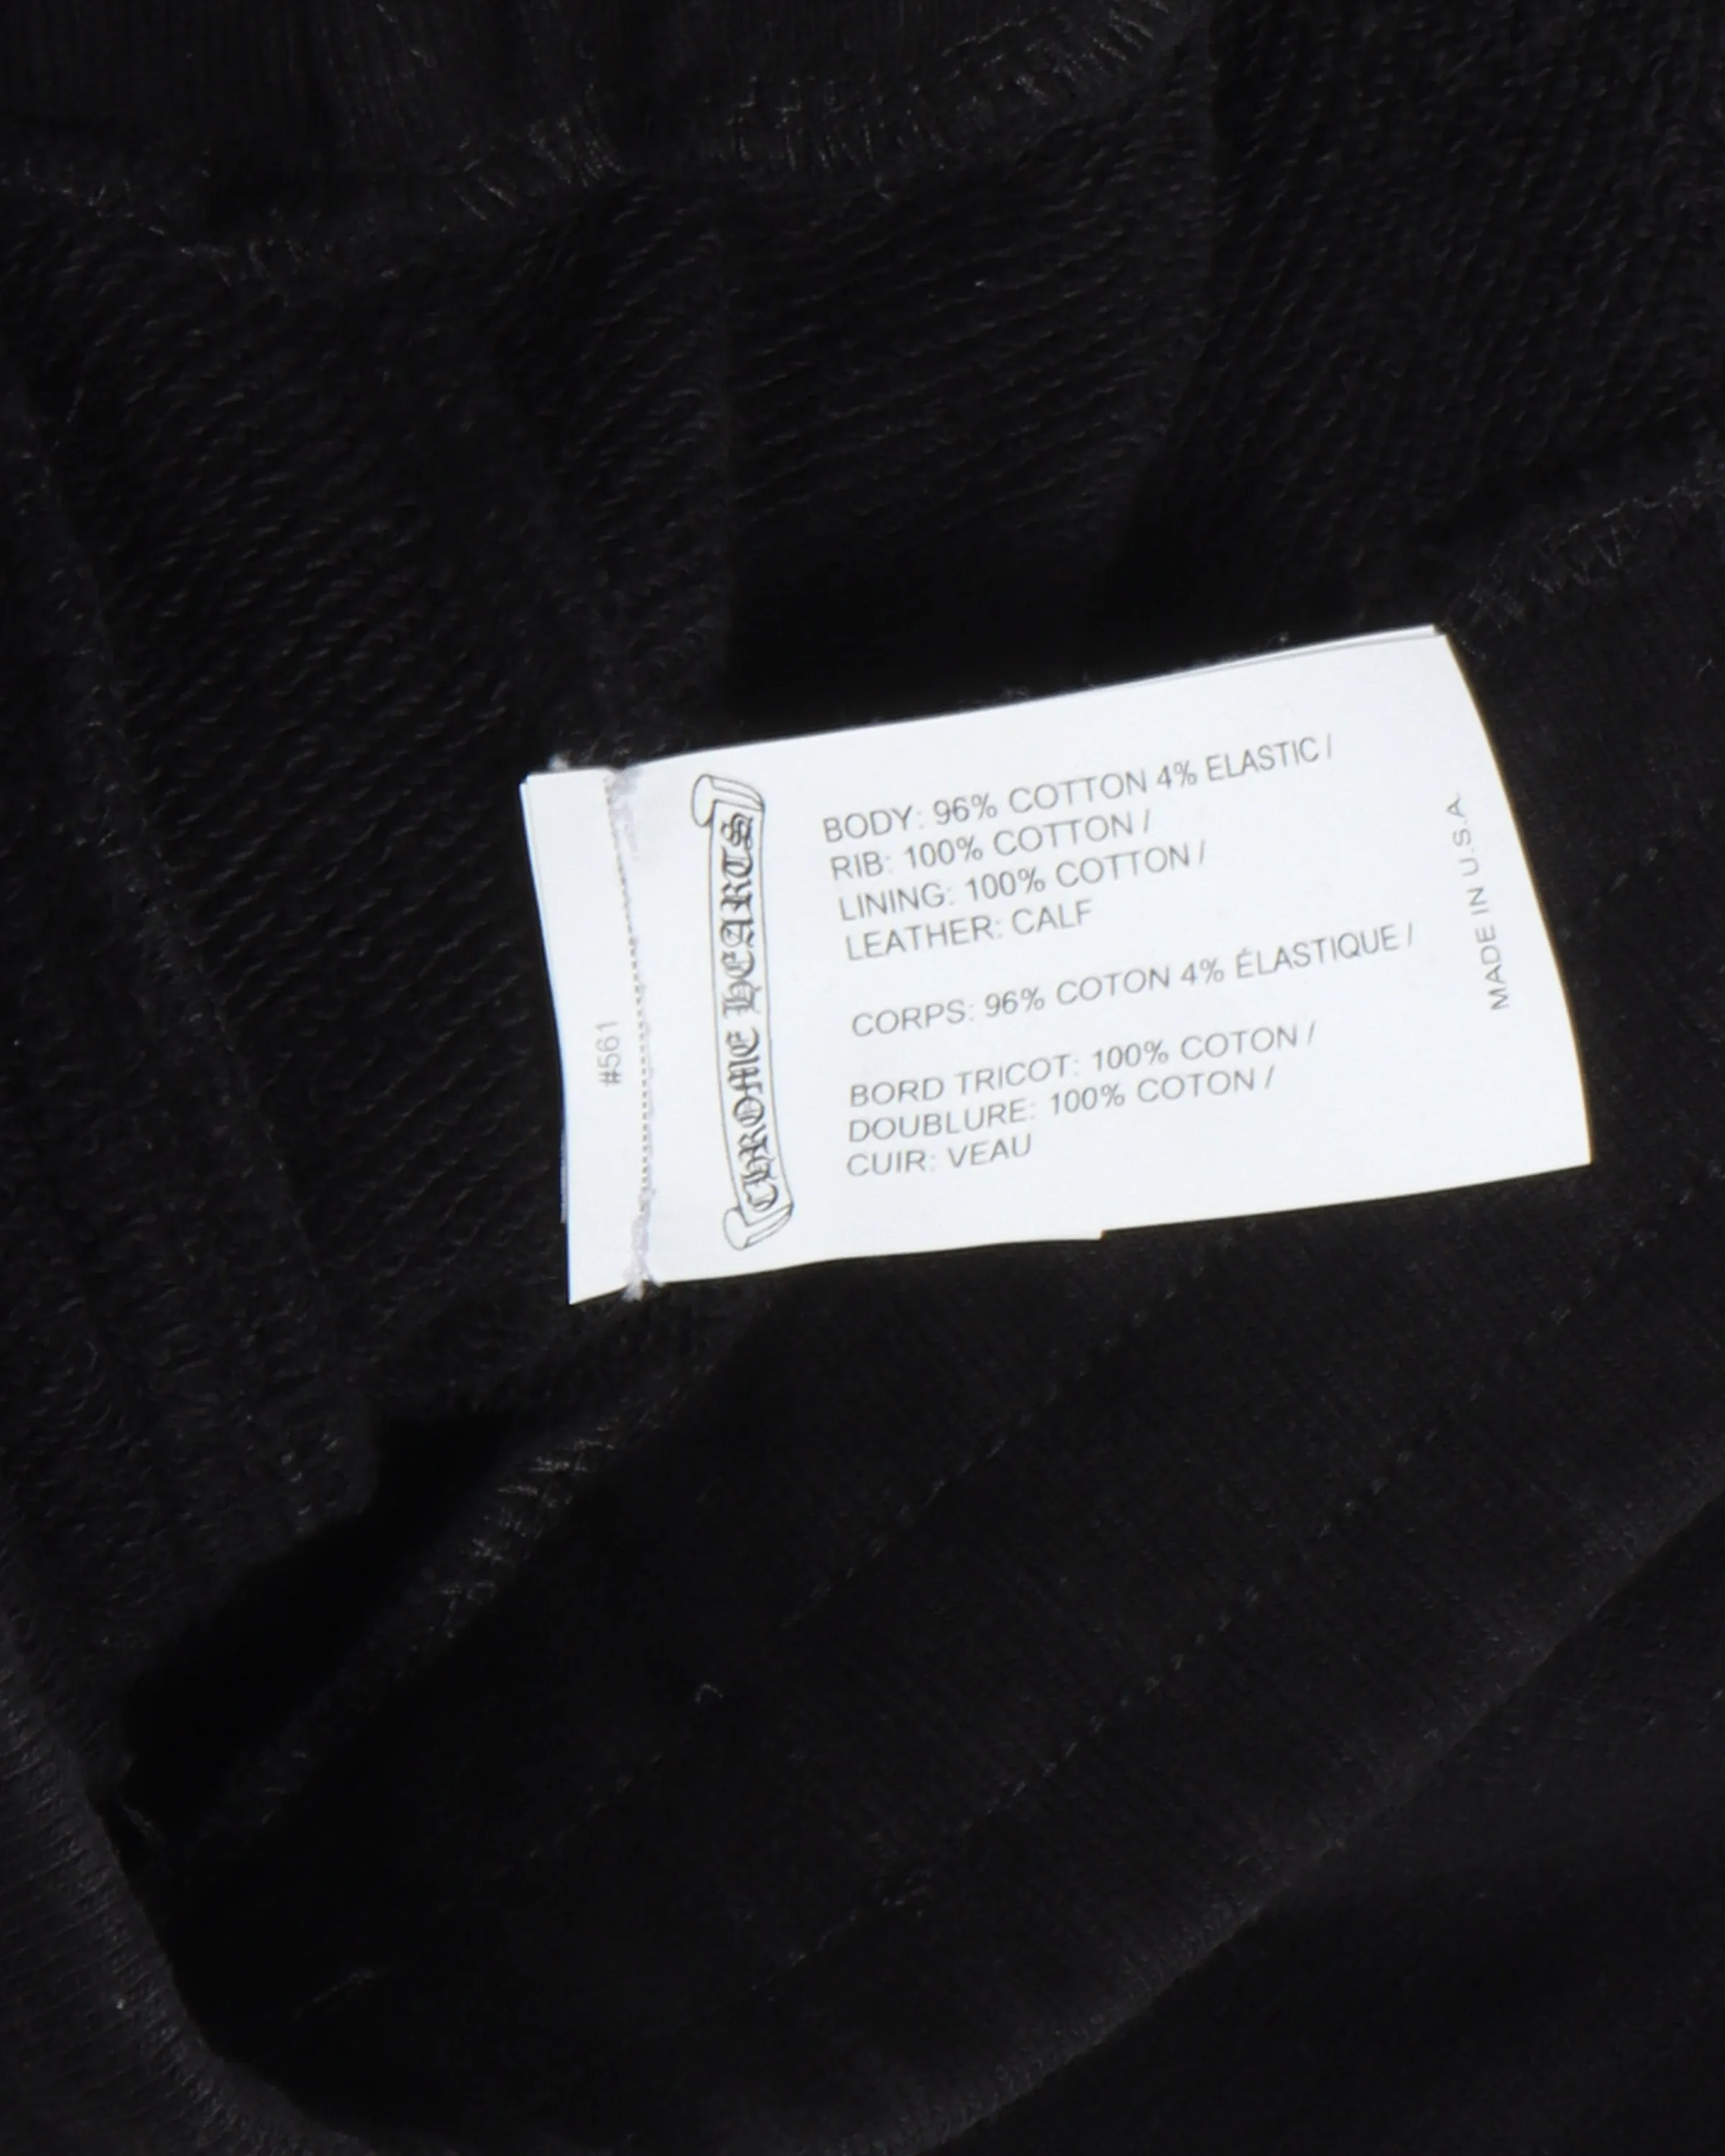 #561
CHROME HEARTS
BODY: 96% COTTON 4% ELASTIC /
RIB: 100% COTTON /
LINING: 100% COTTON /
LEATHER: CALF
CORPS: 96% COTON 4% ÉLASTIQUE /
BORD TRICOT: 100% COTON /
DOUBLURE: 100% COTON /
CUIR: VEAU
MADE IN U.S.A.